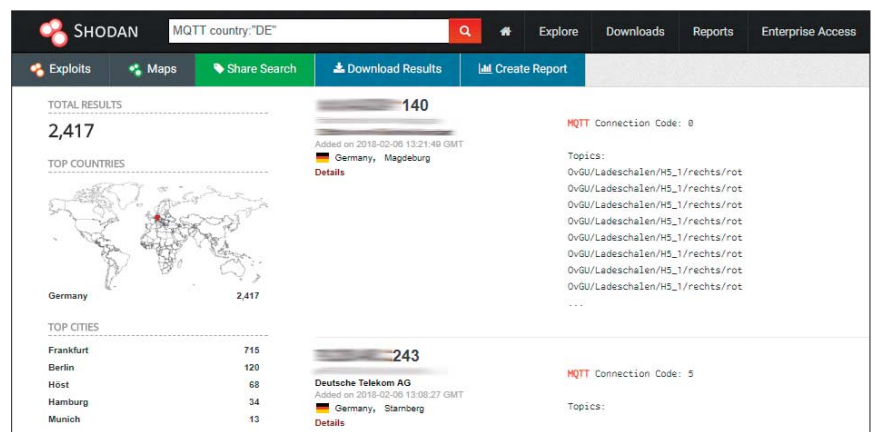 SHODAN
MQTT country:"DE"
Explore
Downloads
Reports
Enterprise Access
Exploits
Maps
Share Search
Download Results
Create Report
TOTAL RESULTS
2,417
TOP COUNTRIES
Germany 2,417
TOP CITIES
Frankfurt 715
Berlin 120
Höst 68
Hamburg 34
Munich 13
140
Added on 2018-02-06 13:21:49 GMT
Germany, Magdeburg
Details
MQTT Connection Code: 0
Topics:
OvGU/Ladeschalen/H5_1/rechts/rot
OvGU/Ladeschalen/H5_1/rechts/rot
OvGU/Ladeschalen/H5_1/rechts/rot
OvGU/Ladeschalen/H5_1/rechts/rot
OvGU/Ladeschalen/H5_1/rechts/rot
OvGU/Ladeschalen/H5_1/rechts/rot
OvGU/Ladeschalen/H5_1/rechts/rot
OvGU/Ladeschalen/H5_1/rechts/rot
...
243
Deutsche Telekom AG
Added on 2018-02-06 13:08:27 GMT
Germany, Starnberg
Details
MQTT Connection Code: 5
Topics: